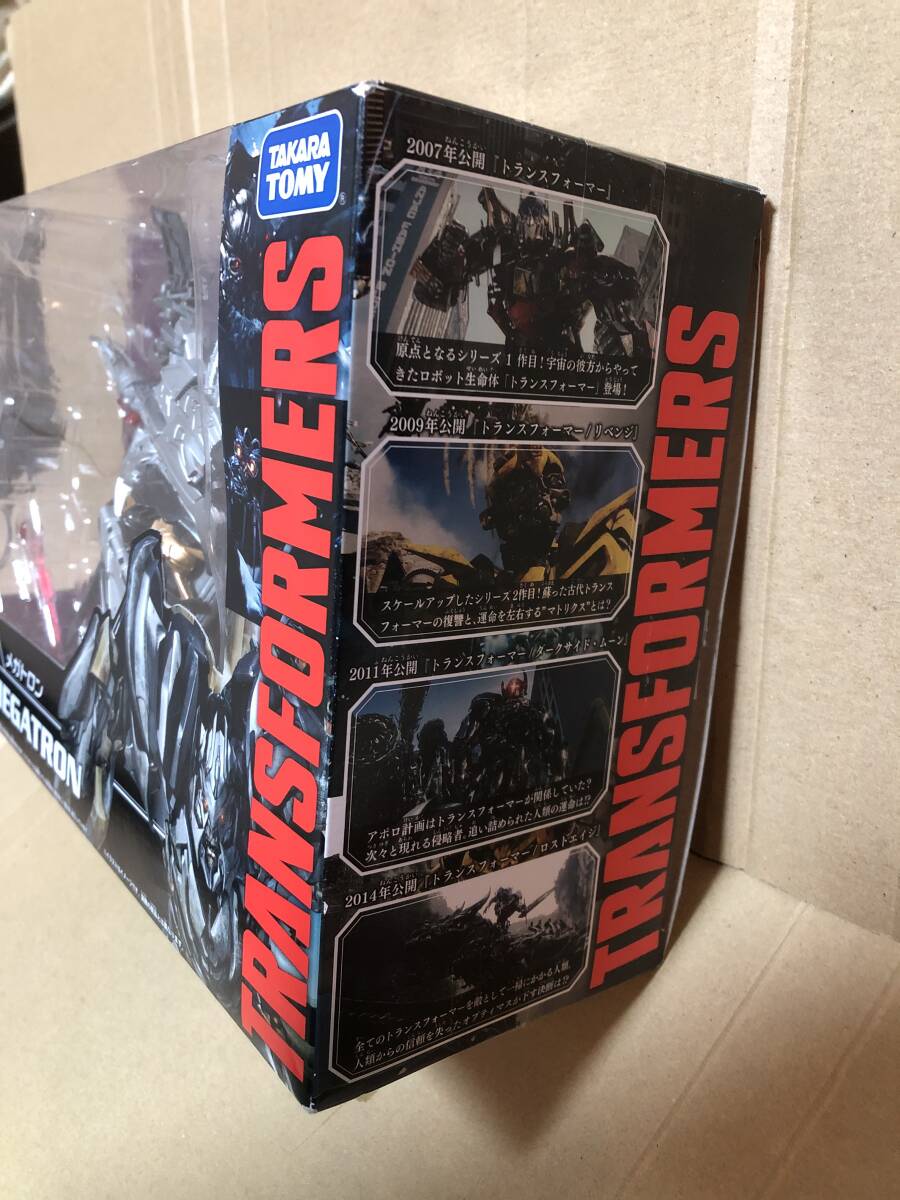 TAKARA
TOMY
®
TRANSFORMERS
メガトロン
MEGATRON
2007年公開『トランスフォーマー』
原点となるシリーズ1作目！宇宙の彼方からやって
きたロボット生命体「トランスフォーマー」登場！
2009年公開『トランスフォーマー/リベンジ』
スケールアップしたシリーズ2作目！蘇った古代トランス
フォーマーの復讐と、運命を左右する"マトリクス"とは？
2011年公開『トランスフォーマー/ダークサイド・ムーン』
アポロ計画はトランスフォーマーが関係していた？
次々と現れる侵略者。追い詰められた人類の運命は!?
2014年公開『トランスフォーマー/ロストエイジ』
全てのトランスフォーマーを敵として一掃にかかる人類。
人類からの信頼を失ったオプティマスが下す決断は!?
TRANSFORMERS